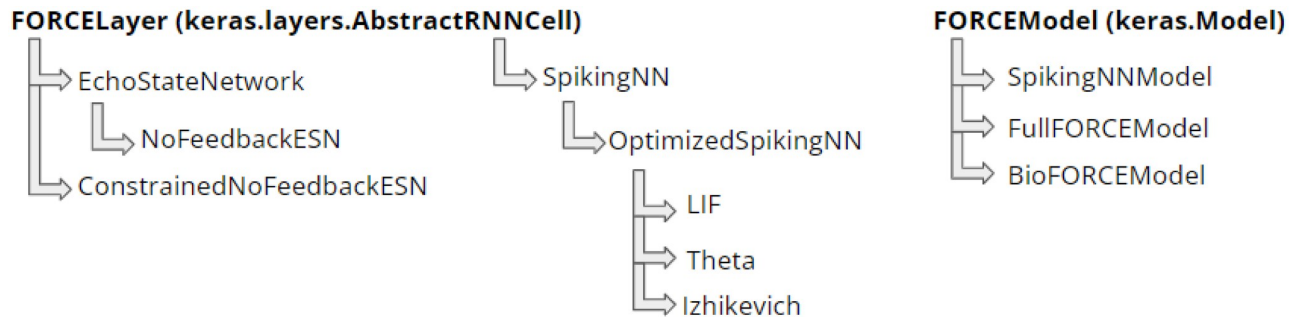 FORCELayer (keras.layers.AbstractRNNCell)
EchoStateNetwork
NoFeedbackESN
ConstrainedNoFeedbackESN
SpikingNN
OptimizedSpikingNN
LIF
Theta
Izhikevich
FORCEModel (keras.Model)
SpikingNNModel
FullFORCEModel
BioFORCEModel